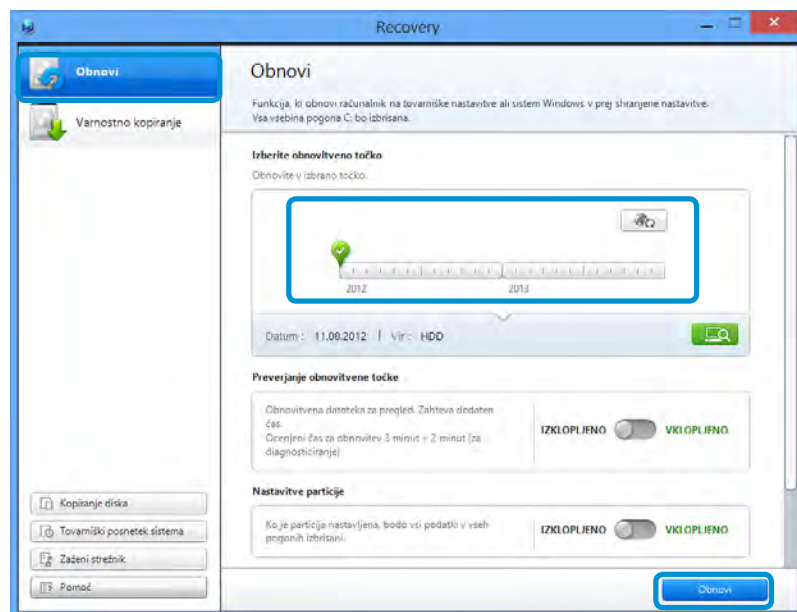 Recovery
Obnovi
Varnostno kopiranje
Kopiranje diska
Tovarniški posnetek sistema
Zaženi strežnik
Pomoč
Obnovi
Funkcija, ki obnovi računalnik na tovarniške nastavitve ali sistem Windows v prej shranjene nastavitve.
Vsa vsebina pogona C: bo izbrisana.
Izberite obnovitveno točko
Obnovite v izbrano točko.
2012 2013
Datum : 11.08.2012 | Vir : HDD
Preverjanje obnovitvene točke
Obnovitvena datoteka za pregled. Zahteva dodaten
čas.
Ocenjeni čas za obnovitev 3 minut + 2 minut (za
diagnosticiranje)
IZKLOPLJENO VKLOPLJENO
Nastavitve particije
Ko je particija nastavljena, bodo vsi podatki v vseh
pogonih izbrisani.
IZKLOPLJENO VKLOPLJENO
Obnovi